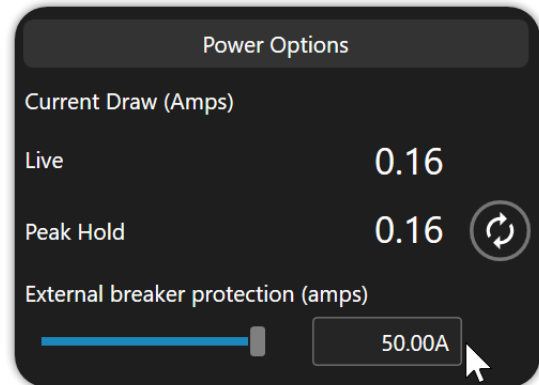 Power Options
Current Draw (Amps)
Live 0.16
Peak Hold 0.16
External breaker protection (amps)
50.00A